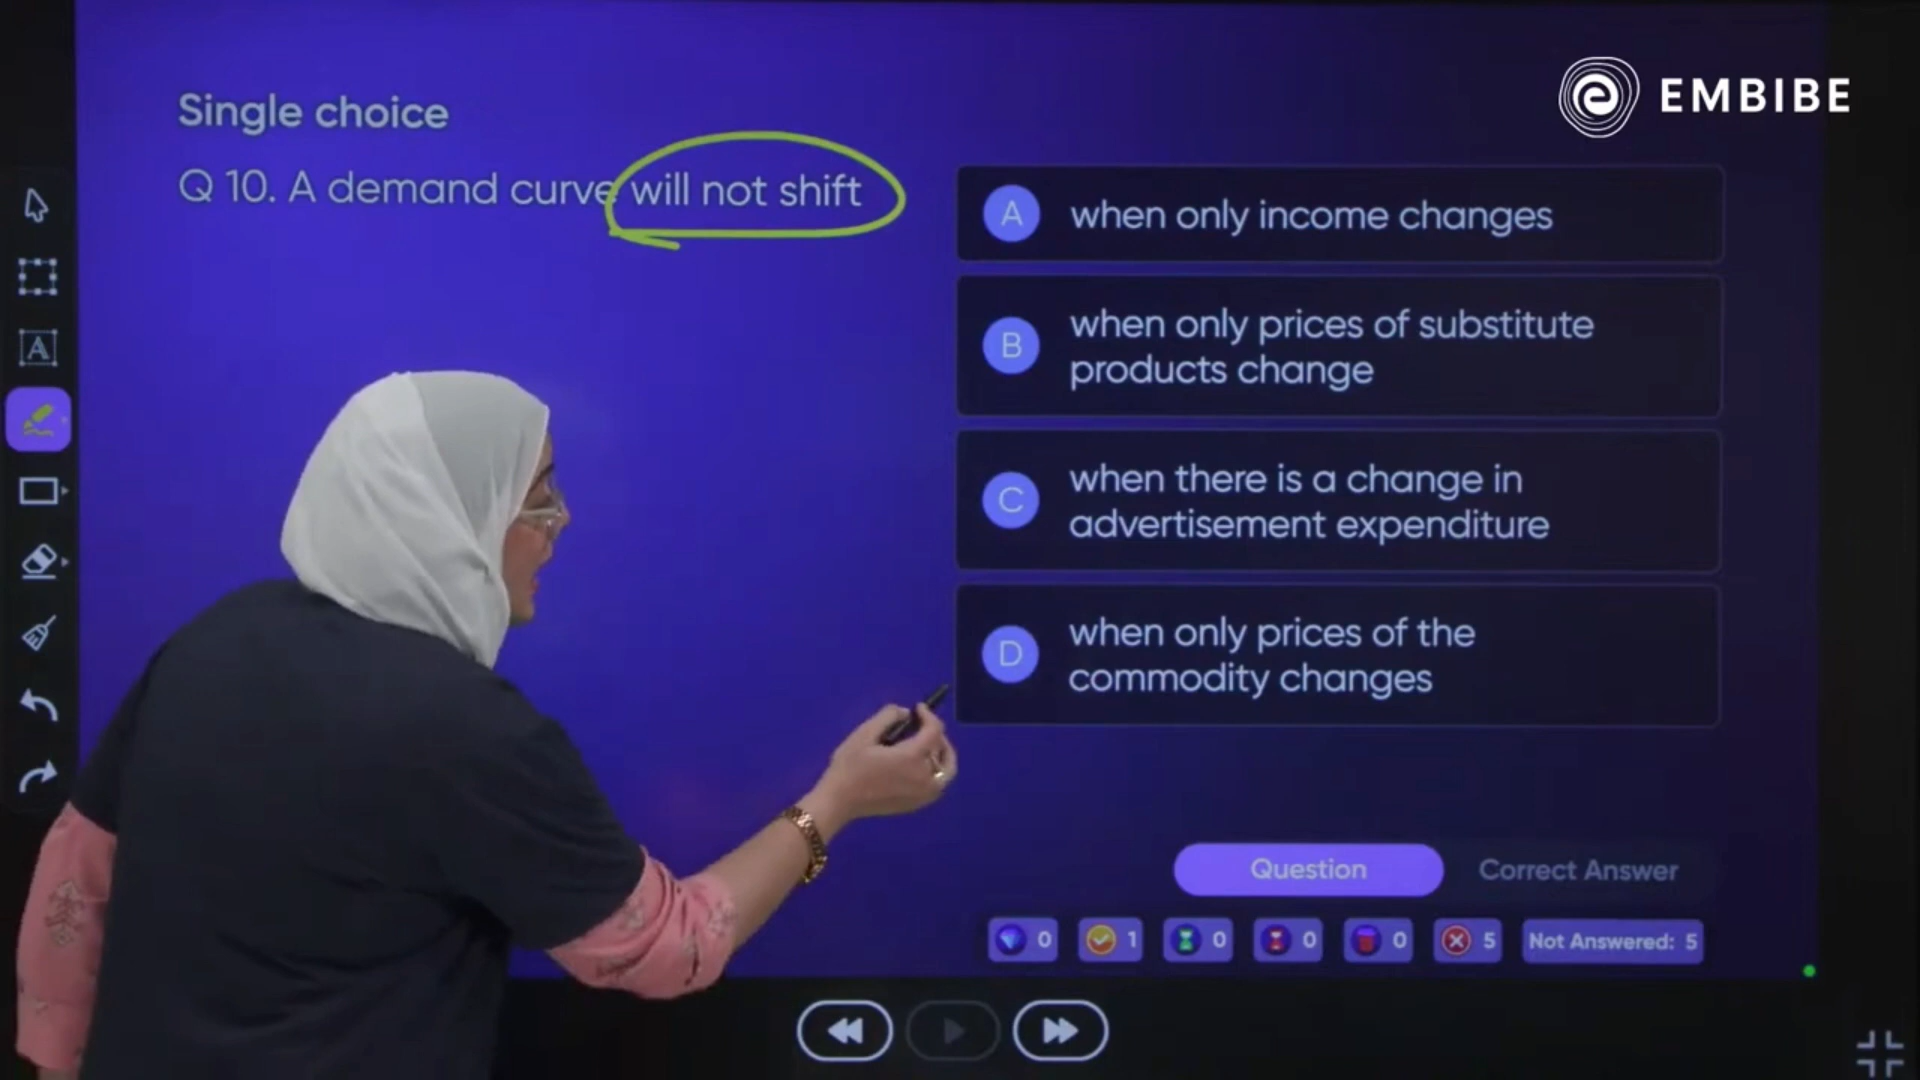 EMBIBE
Single choice
Q 10. A demand curve will not shift
A when only income changes
B when only prices of substitute
products change
C when there is a change in
advertisement expenditure
D when only prices of the
commodity changes
Question Correct Answer
0 1 0 0 0 5 Not Answered: 5
A